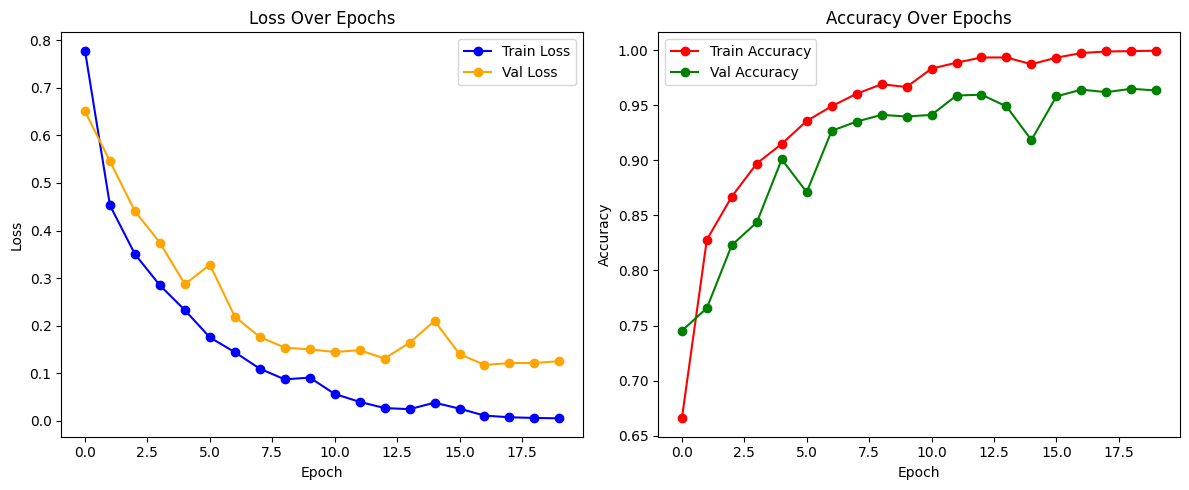 Loss Over Epochs
0.8
0.7
0.6
0.5
0.4
0.3
0.2
0.1
0.0
Loss
Train Loss
Val Loss
0.0 2.5 5.0 7.5 10.0 12.5 15.0 17.5
Epoch
Accuracy Over Epochs
1.00
0.95
0.90
0.85
0.80
0.75
0.70
0.65
Accuracy
Train Accuracy
Val Accuracy
0.0 2.5 5.0 7.5 10.0 12.5 15.0 17.5
Epoch